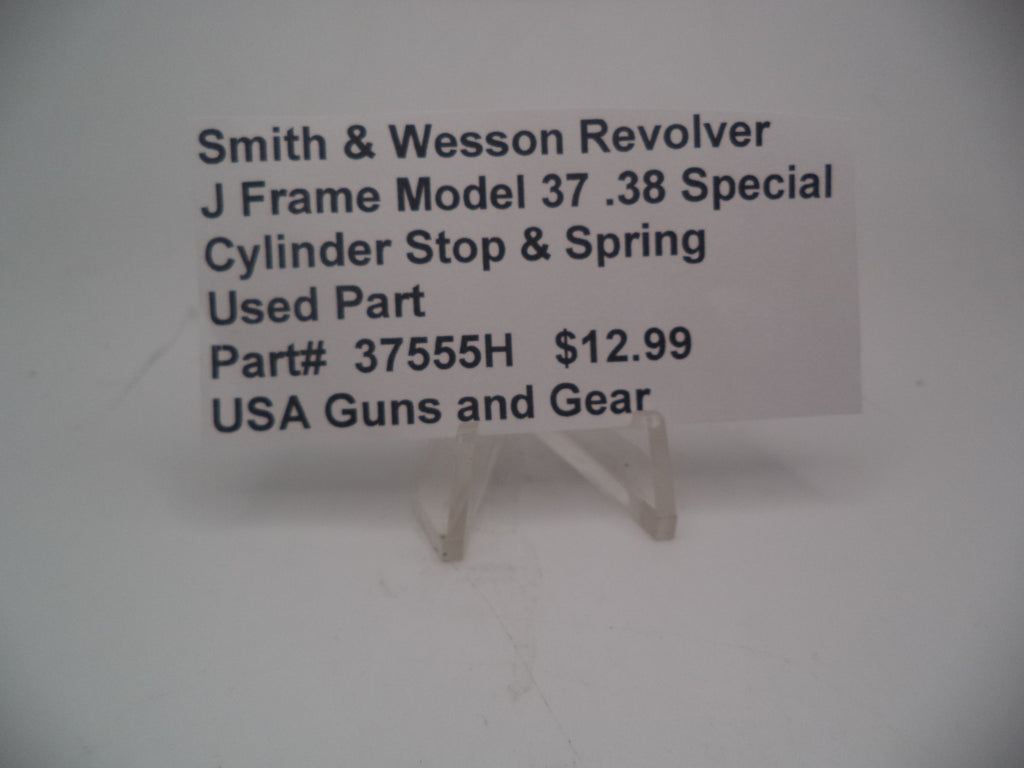 Smith & Wesson Revolver
J Frame Model 37 .38 Special
Cylinder Stop & Spring
Used Part
Part# 37555H $12.99
USA Guns and Gear